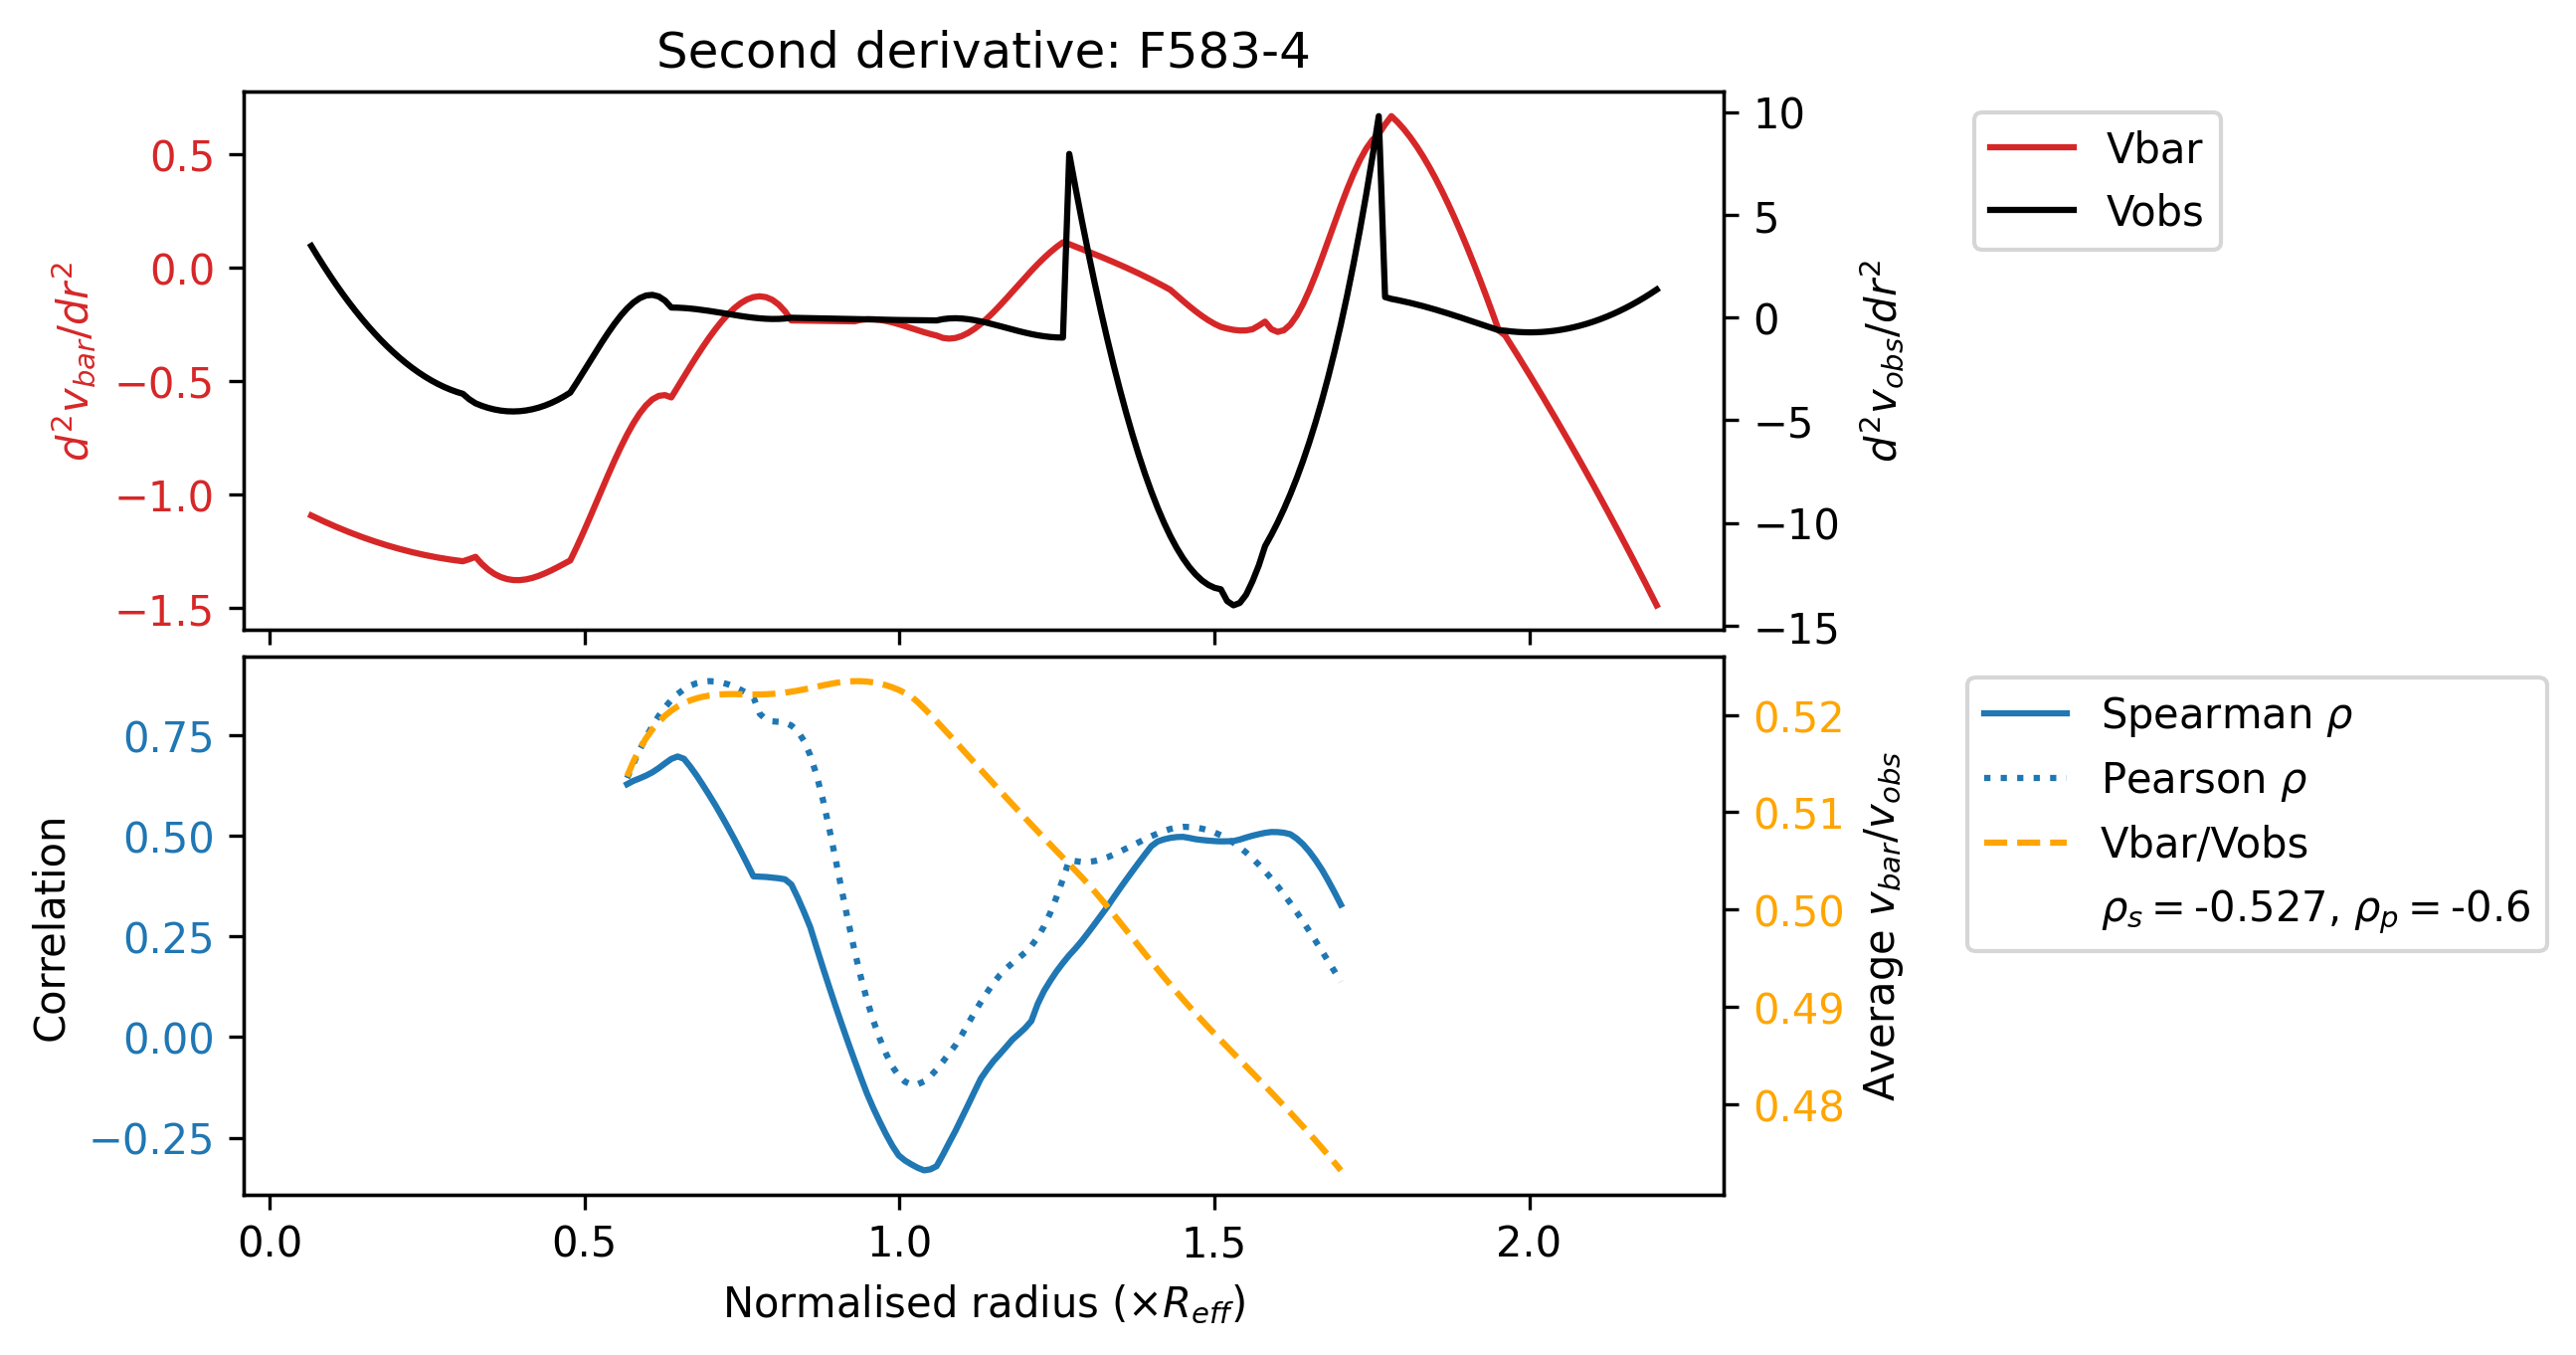 Second derivative: F583-4
0.5
0.0
−0.5
−1.0
−1.5
d²v_bar/dr²
10
5
0
−5
−10
−15
d²v_obs/dr²
Vbar
Vobs
0.75
0.50
0.25
0.00
−0.25
Correlation
0.52
0.51
0.50
0.49
0.48
Average v_bar/v_obs
Spearman ρ
Pearson ρ
Vbar/Vobs
ρ_s = -0.527, ρ_p = -0.6
0.0 0.5 1.0 1.5 2.0
Normalised radius (×R_eff)